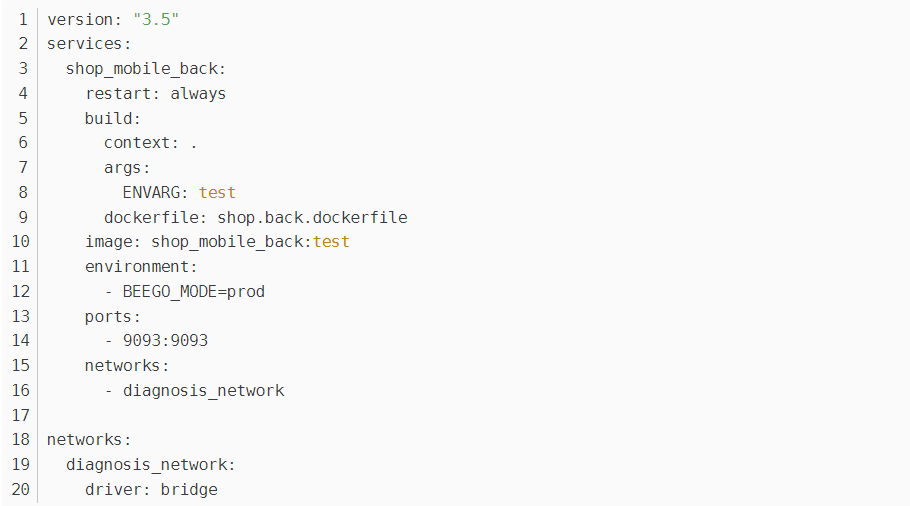 1 version: "3.5"
2 services:
3   shop_mobile_back:
4     restart: always
5     build:
6       context: .
7       args:
8         ENVARG: test
9       dockerfile: shop.back.dockerfile
10     image: shop_mobile_back:test
11     environment:
12       - BEEGO_MODE=prod
13     ports:
14       - 9093:9093
15     networks:
16       - diagnosis_network
17
18 networks:
19   diagnosis_network:
20     driver: bridge